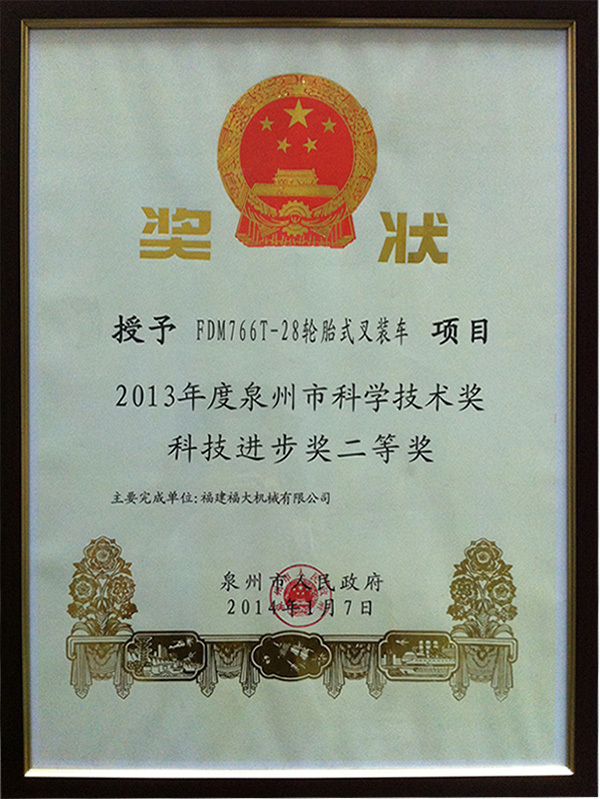 奖 状
授予 FDM766T-28轮胎式叉装车 项目
2013年度泉州市科学技术奖
科技进步奖二等奖
主要完成单位:福建福大机械有限公司
泉州市人民政府
2014年1月7日